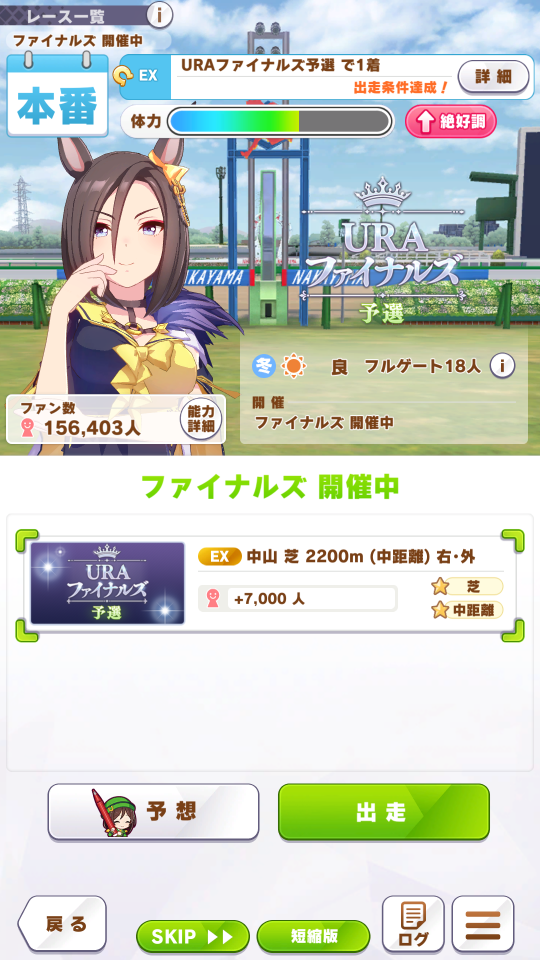 レース一覧
i
ファイナルズ 開催中
本番
EX
URAファイナルズ予選 で1着
出走条件達成！
詳細
体力
絶好調
NAKAYAMA
URA
ファイナルズ
予選
冬
良 フルゲート18人
i
開催
ファイナルズ 開催中
ファン数
156,403人
能力
詳細
ファイナルズ 開催中
URA
ファイナルズ
予選
EX 中山 芝 2200m（中距離）右・外
+7,000 人
芝
中距離
予想
出走
戻る
SKIP
短縮版
ログ